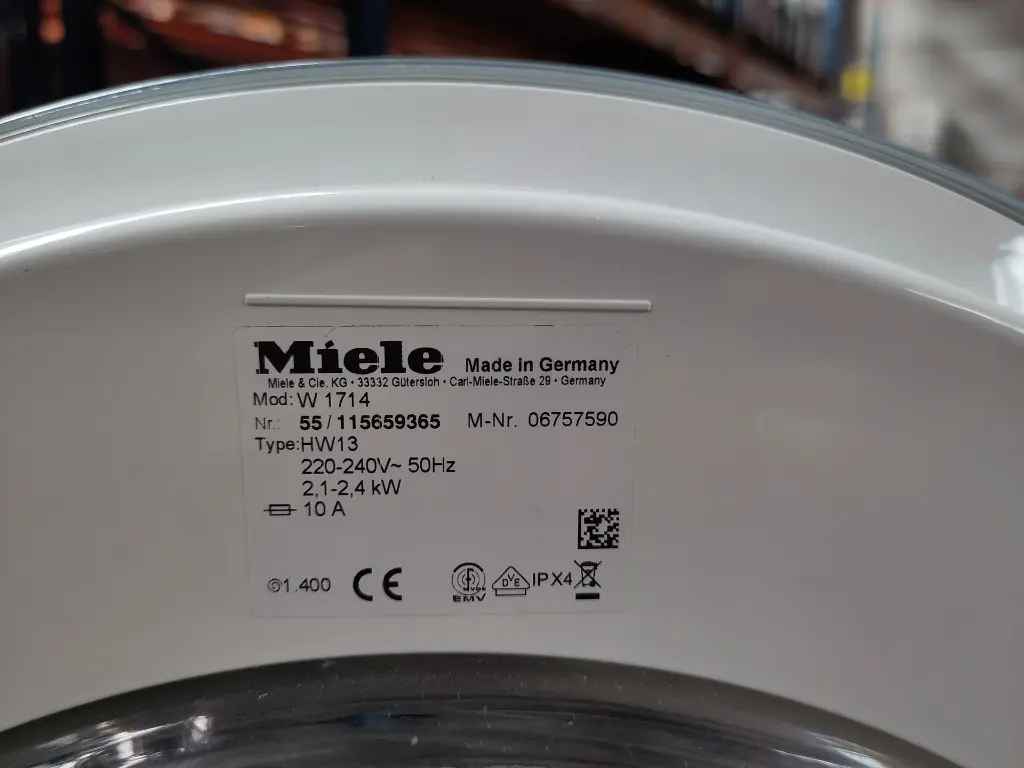 Miele Made in Germany
Miele & Cie. KG • 33332 Gütersloh • Carl-Miele-Straße 29 • Germany
Mod: W 1714
Nr.: 55 / 115659365 M-Nr. 06757590
Type: HW13
220-240V~ 50Hz
2,1-2,4 kW
10 A
1.400 CE EMV DVE IPX4